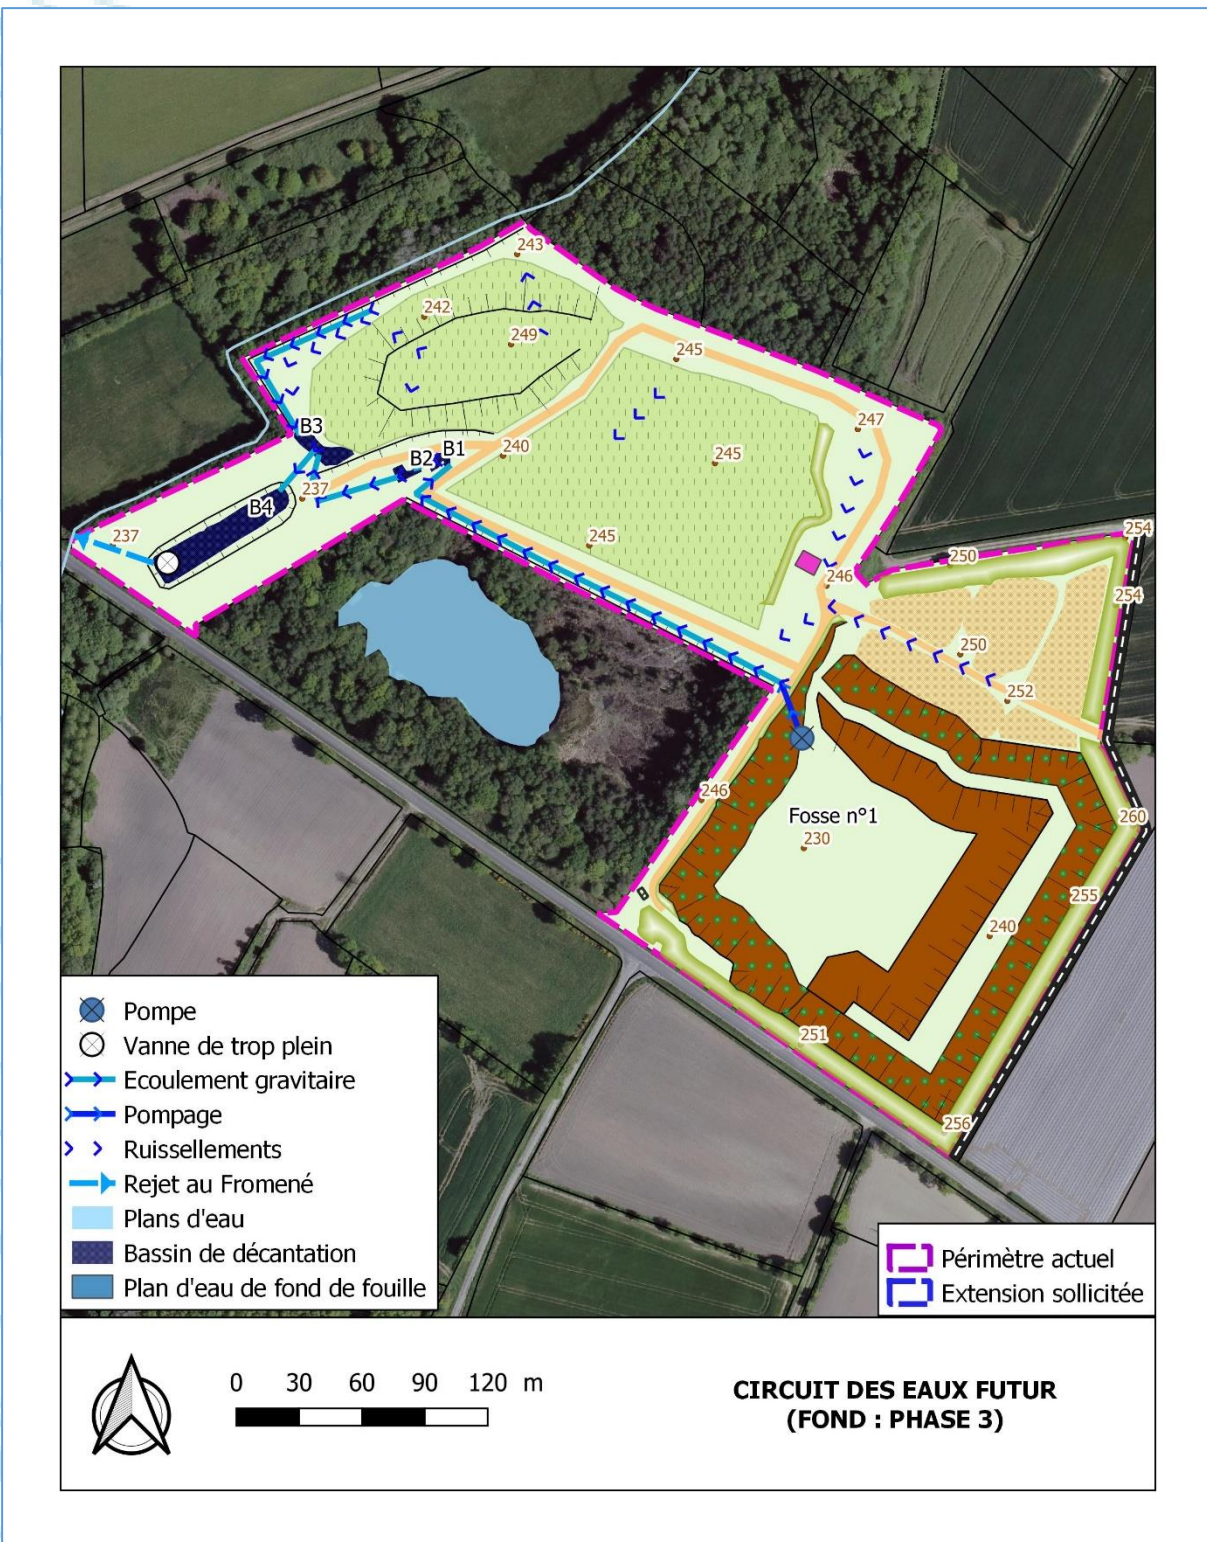 243
242
249
245
247
240
B3
B1
B2
245
237
B4
237
245
246
250
254
254
250
252
246
Fosse n°1
230
260
255
240
251
256
Pompe
Vanne de trop plein
Ecoulement gravitaire
Pompage
Ruissellements
Rejet au Fromené
Plans d'eau
Bassin de décantation
Plan d'eau de fond de fouille
Périmètre actuel
Extension sollicitée
0 30 60 90 120 m
CIRCUIT DES EAUX FUTUR
(FOND : PHASE 3)